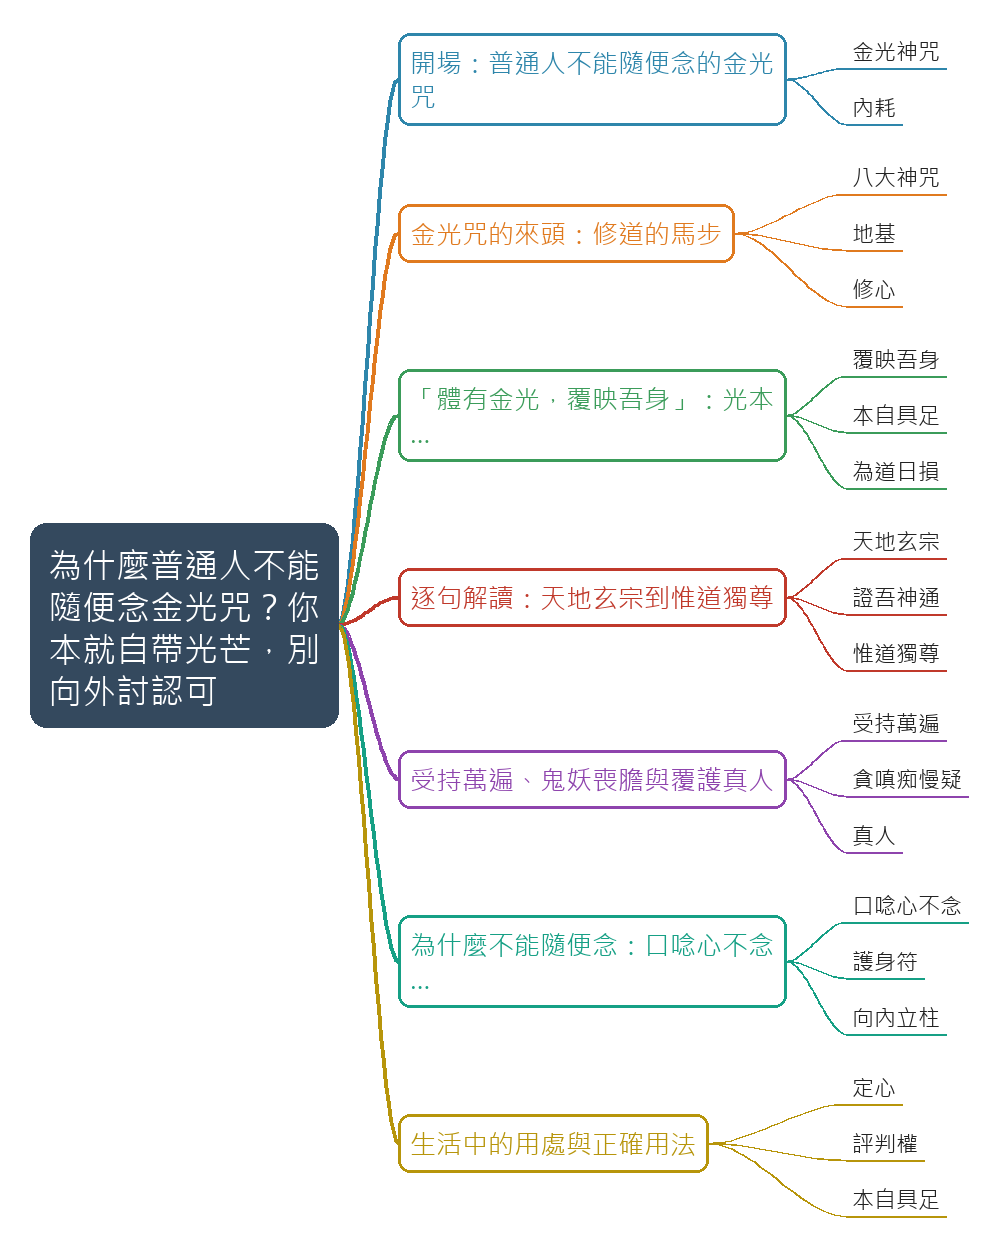 為什麼普通人不能
隨便念金光咒？你
本就自帶光芒，別
向外討認可
開場：普通人不能隨便念的金光
咒
金光神咒
內耗
金光咒的來頭：修道的馬步
八大神咒
地基
修心
「體有金光，覆映吾身」：光本
...
覆映吾身
本自具足
為道日損
逐句解讀：天地玄宗到惟道獨尊
天地玄宗
證吾神通
惟道獨尊
受持萬遍、鬼妖喪膽與覆護真人
受持萬遍
貪嗔痴慢疑
真人
為什麼不能隨便念：口唸心不念
...
口唸心不念
護身符
向內立柱
生活中的用處與正確用法
定心
評判權
本自具足